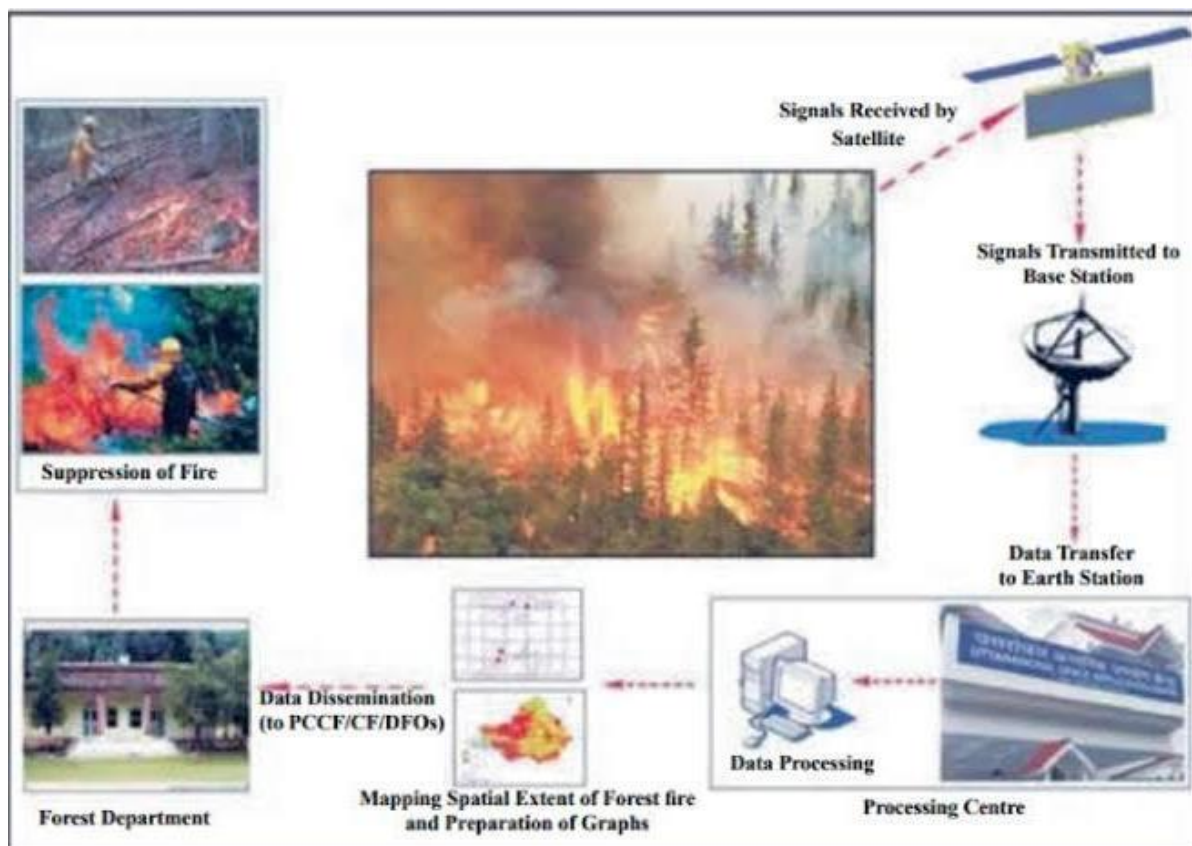 Signals Received by
Satellite
Signals Transmitted to
Base Station
Data Transfer
to Earth Station
Suppression of Fire
Data Dissemination
(to PCCF/CF/DFOs)
Data Processing
Forest Department
Mapping Spatial Extent of Forest fire
and Preparation of Graphs
Processing Centre